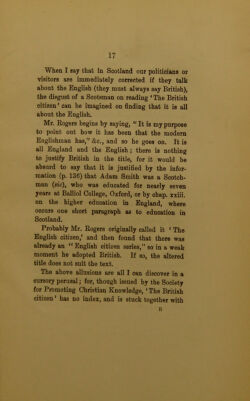 17
When I say that in Scotland our politicians or
visitors are immediately corrected if they talk
about the English (they must always say British),
the disgust of a Scotsman on reading ‘The British
citizen’ can be imagined on finding that it is all
about the English.
Mr. Rogers begins by saying, “It is my purpose
to point out how it has been that the modern
Englishman has,” &c., and so he goes on. It is
all England and the English; there is nothing
to justify British in the title, for it would be
absurd to say that it is justified by the infor-
mation (p. 136) that Adam Smith was a Scotch-
man (sic), who was educated for nearly seven
years at Balliol College, Oxford, or by chap. xxiii.
on the higher education in England, where
occurs one short paragraph as to education in
Scotland.
Probably Mr. Rogers originally called it ‘The
English citizen,’ and then found that there was
already an “English citizen series,” so in a weak
moment he adopted British. If so, the altered
title does not suit the text.
The above allusions are all I can discover in a
cursory perusal; for, though issued by the Society
for Promoting Christian Knowledge, ‘The British
citizen’ has no index, and is stuck together with